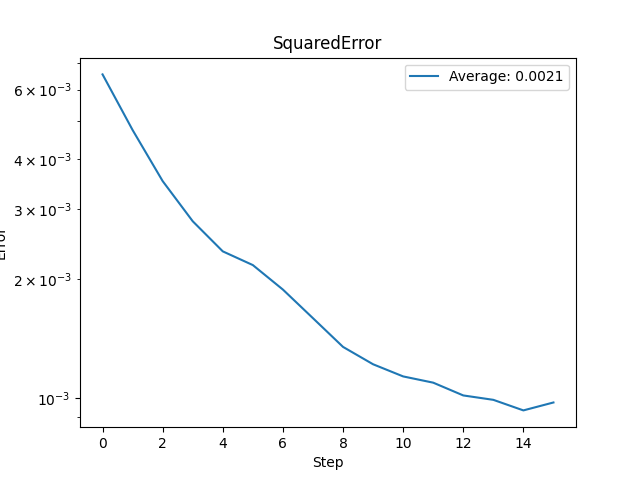 SquaredError
Average: 0.0021
6 × 10⁻³
4 × 10⁻³
3 × 10⁻³
2 × 10⁻³
10⁻³
Error
0 2 4 6 8 10 12 14
Step